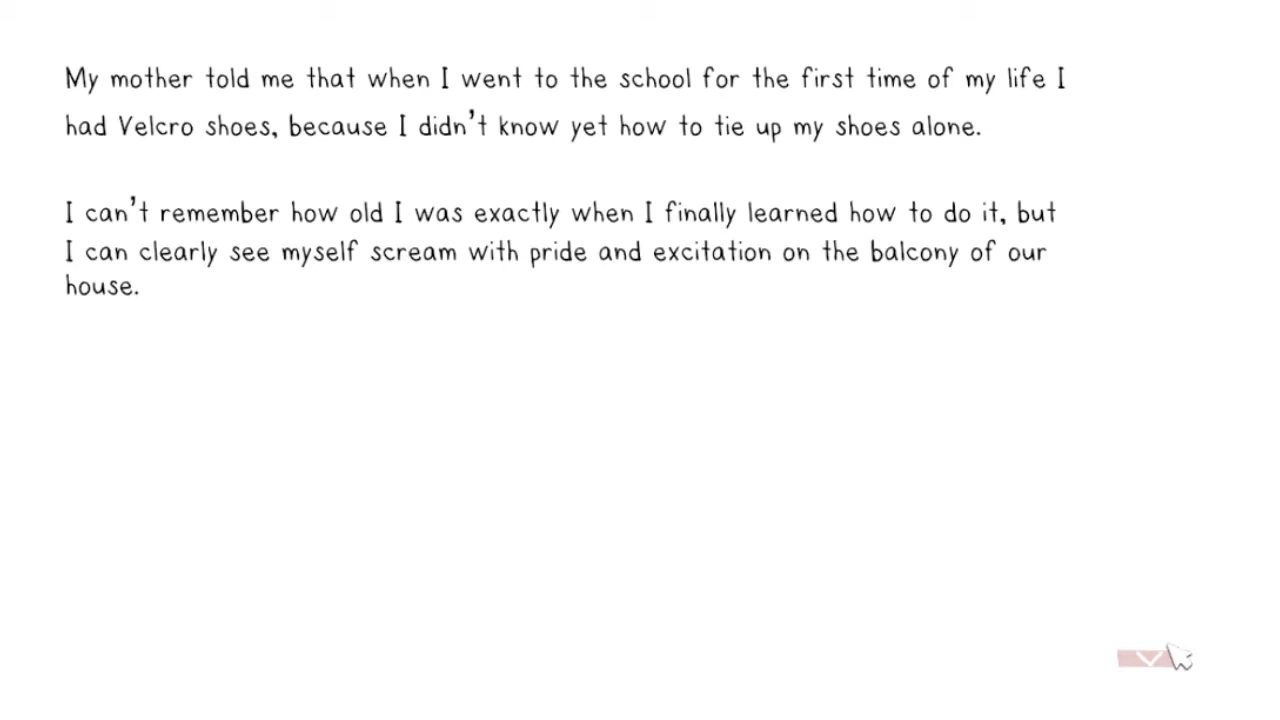 My mother told me that when I went to the school for the first time of my life I
had Velcro shoes, because I didn't know yet how to tie up my shoes alone.
I can't remember how old I was exactly when I finally learned how to do it, but
I can clearly see myself scream with pride and excitation on the balcony of our
house.